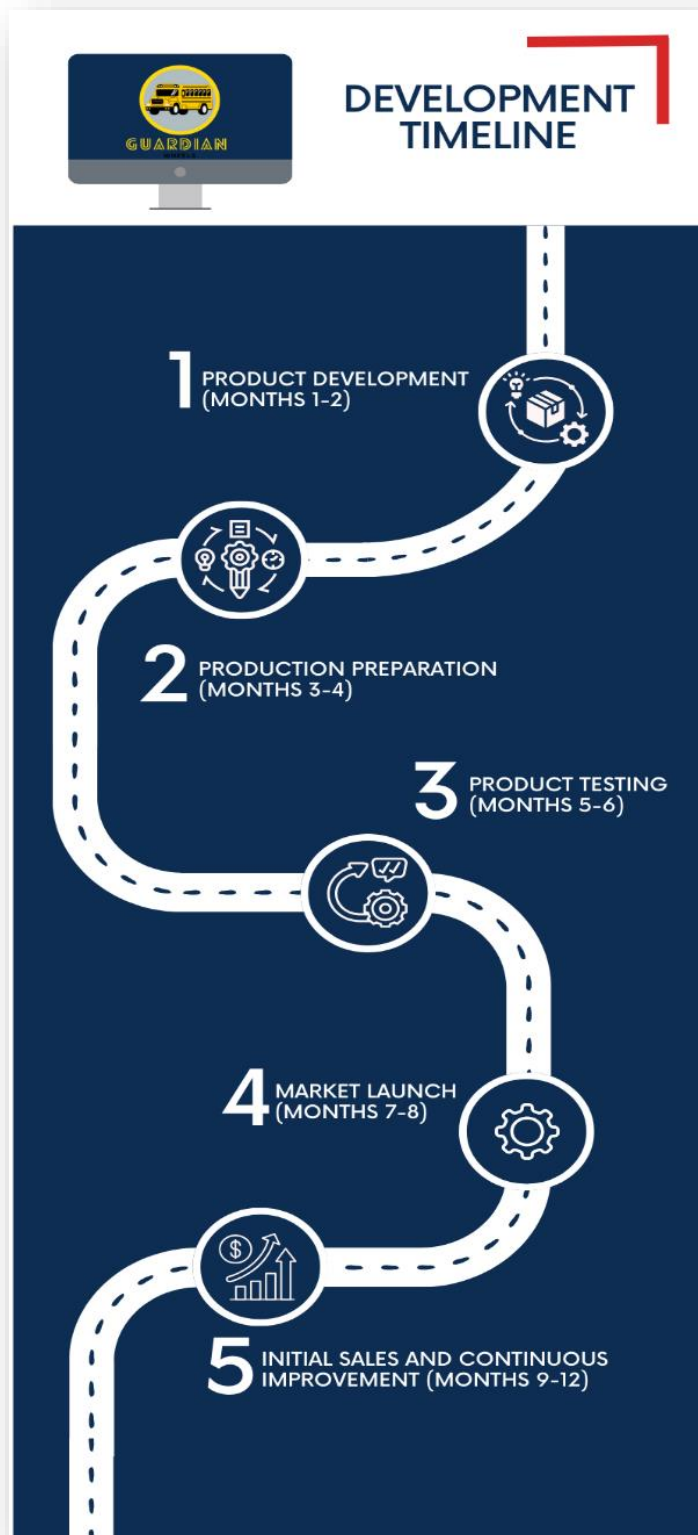 GUARDIAN
WHEELS
DEVELOPMENT
TIMELINE
1 PRODUCT DEVELOPMENT
(MONTHS 1-2)
2 PRODUCTION PREPARATION
(MONTHS 3-4)
3 PRODUCT TESTING
(MONTHS 5-6)
4 MARKET LAUNCH
(MONTHS 7-8)
5 INITIAL SALES AND CONTINUOUS
IMPROVEMENT (MONTHS 9-12)